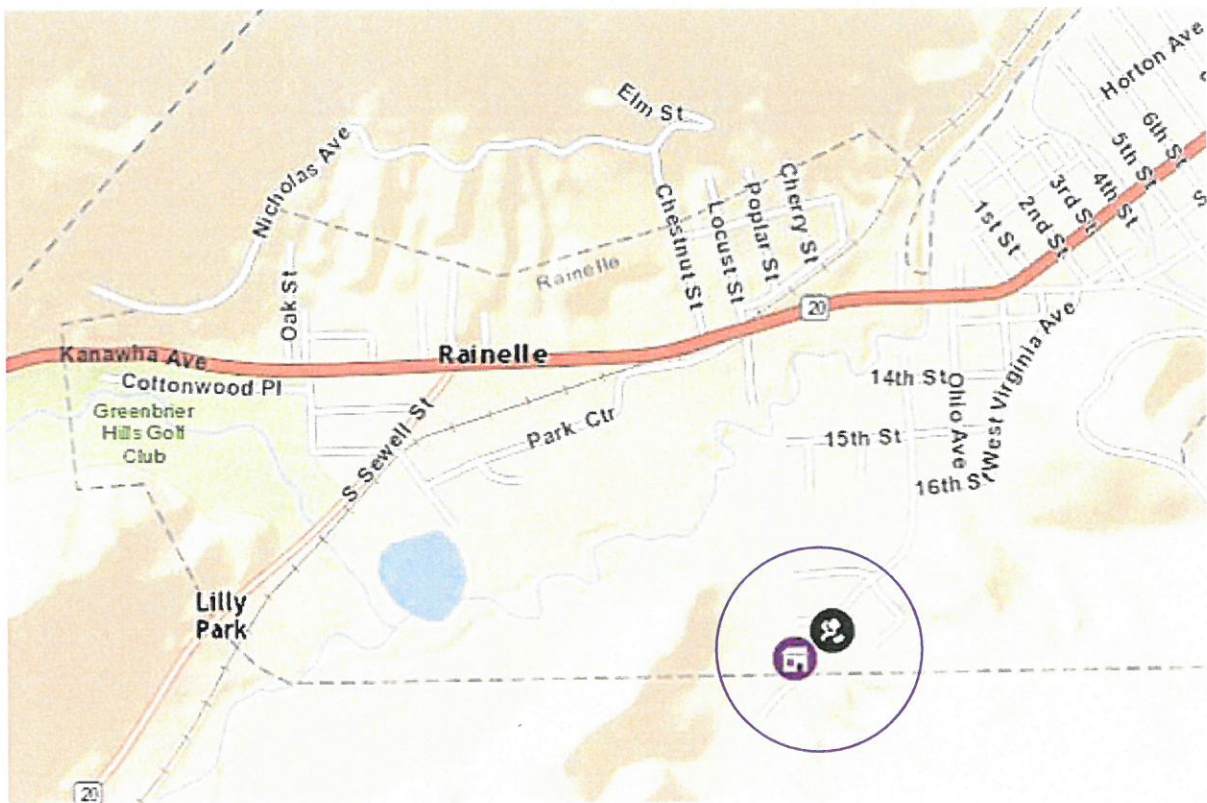 Horton Ave
Elm St
6th St
5th St
Nicholas Ave
4th St
3rd St
Cherry St
Poplar St
Chestnut St
Locust St
2nd St
1st St
Rainelle
Oak St
20
West Virginia Ave
Kanawha Ave
Rainelle
Cottonwood Pl
14th St
Ohio Ave
Greenbrier
Hills Golf
Club
Park Ctr
15th St
S Sewell St
16th St
Lilly
Park
20